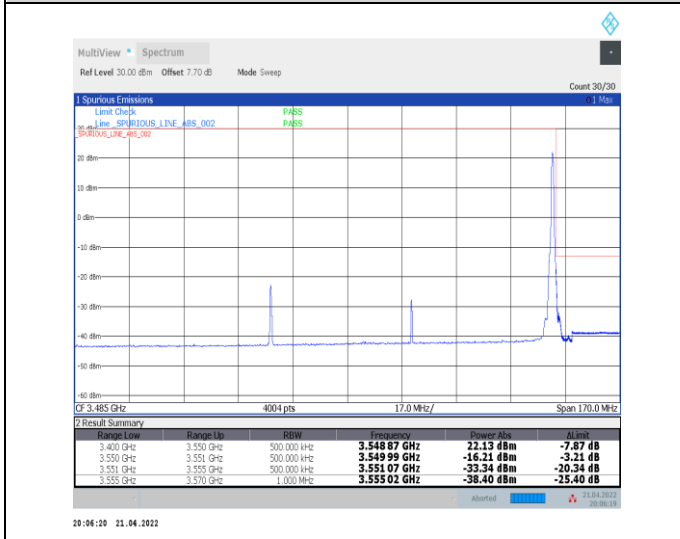 MultiView Spectrum
Ref Level 30.00 dBm Offset 7.70 dB Mode Sweep
Count 30/30
1 Spurious Emissions 1 Max
Limit Check PASS
Line _SPURIOUS_LINE_ABS_002 PASS
_SPURIOUS_LINE_ABS_002
20 dBm
10 dBm
0 dBm
-10 dBm
-20 dBm
-30 dBm
-40 dBm
-50 dBm
-60 dBm
CF 3.485 GHz 4004 pts 17.0 MHz/ Span 170.0 MHz
2 Result Summary
Range Low Range Up RBW Frequency Power Abs ΔLimit
3.400 GHz 3.550 GHz 500.000 kHz 3.548 87 GHz 22.13 dBm -7.87 dB
3.550 GHz 3.551 GHz 500.000 kHz 3.549 99 GHz -16.21 dBm -3.21 dB
3.551 GHz 3.555 GHz 500.000 kHz 3.551 07 GHz -33.34 dBm -20.34 dB
3.555 GHz 3.570 GHz 1.000 MHz 3.555 02 GHz -38.40 dBm -25.40 dB
Aborted 21.04.2022
20:06:19
20:06:20 21.04.2022